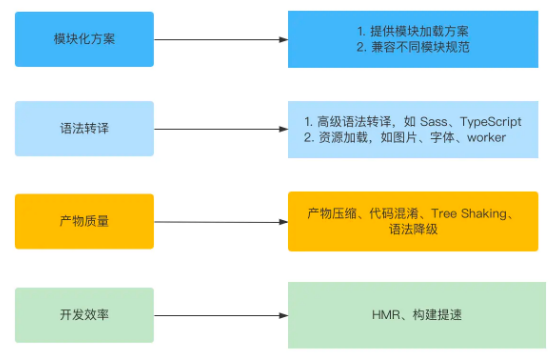 模块化方案
1. 提供模块加载方案
2. 兼容不同模块规范
语法转译
1. 高级语法转译，如 Sass、TypeScript
2. 资源加载，如图片、字体、worker
产物质量
产物压缩、代码混淆、Tree Shaking、
语法降级
开发效率
HMR、构建提速